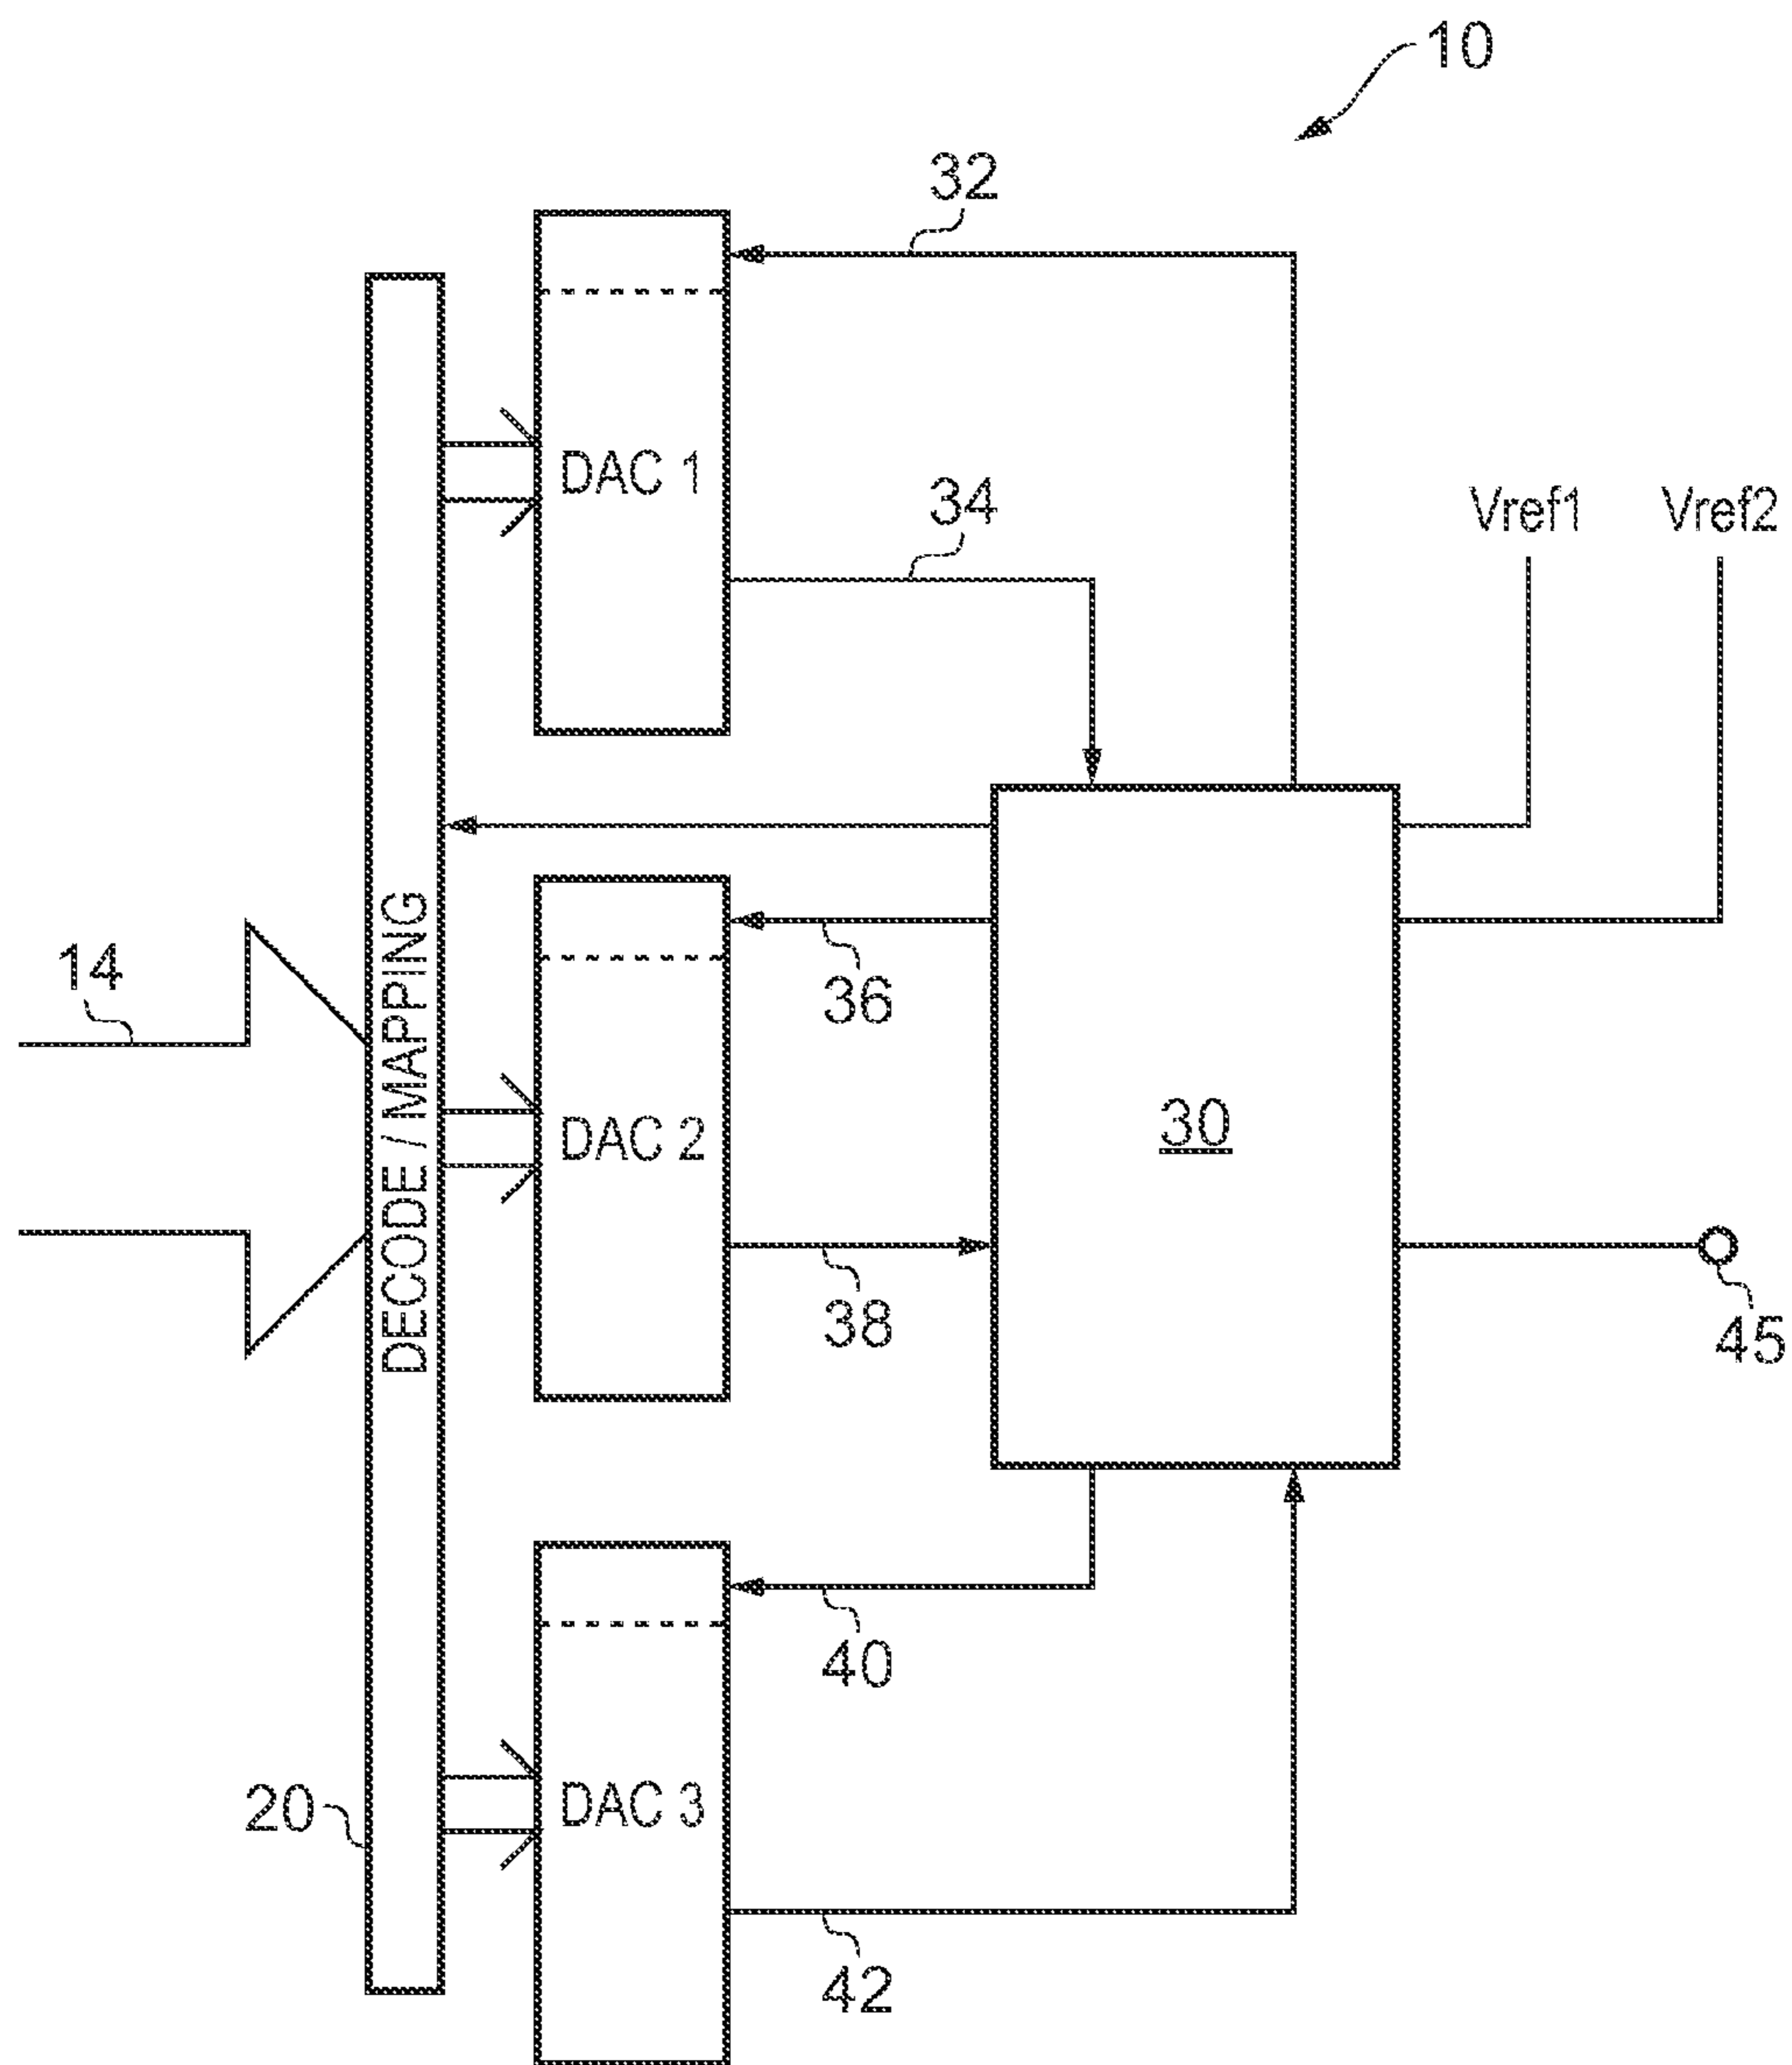 10
32
DAC 1
34
Vref1
Vref2
14
DECODE / MAPPING
36
DAC 2
30
38
45
40
20
DAC 3
42